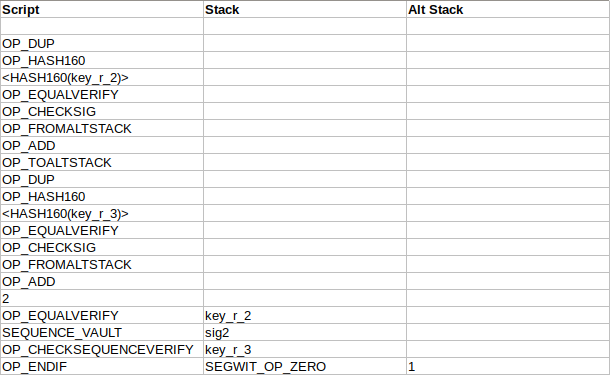 Script Stack Alt Stack
OP_DUP
OP_HASH160
<HASH160(key_r_2)>
OP_EQUALVERIFY
OP_CHECKSIG
OP_FROMALTSTACK
OP_ADD
OP_TOALTSTACK
OP_DUP
OP_HASH160
<HASH160(key_r_3)>
OP_EQUALVERIFY
OP_CHECKSIG
OP_FROMALTSTACK
OP_ADD
2
OP_EQUALVERIFY key_r_2
SEQUENCE_VAULT sig2
OP_CHECKSEQUENCEVERIFY key_r_3
OP_ENDIF SEGWIT_OP_ZERO 1